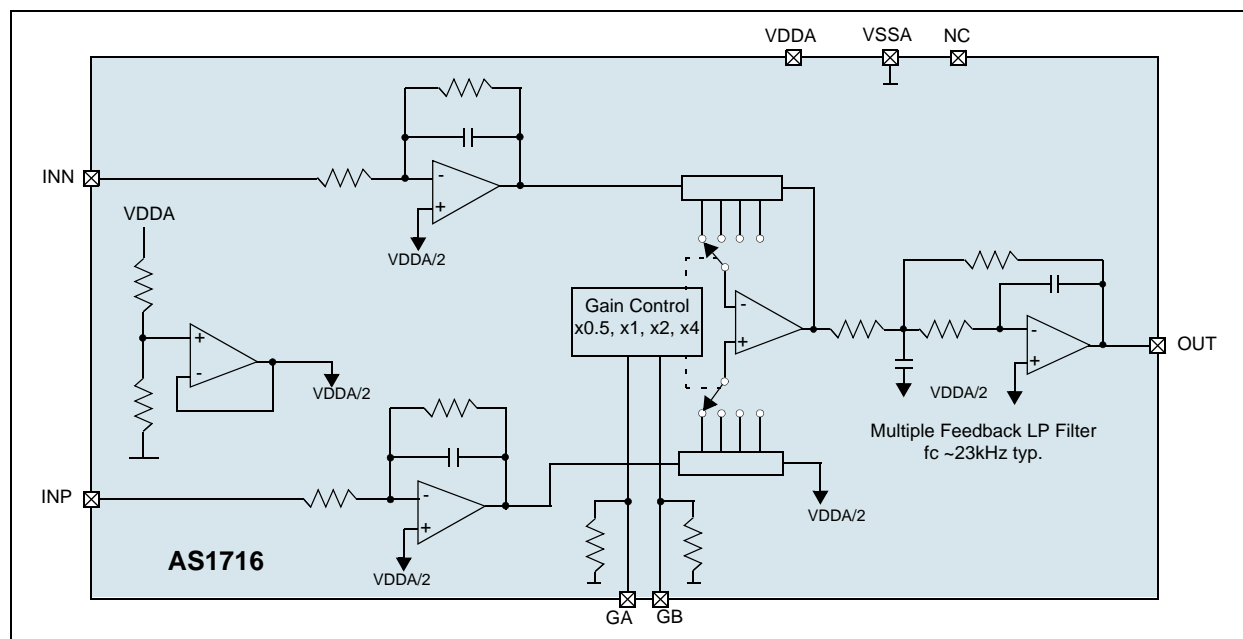 VDDA VSSA NC
INN
-
+
VDDA/2
VDDA
Gain Control
x0.5, x1, x2, x4
-
+
-
+
OUT
VDDA/2
+
-
VDDA/2
Multiple Feedback LP Filter
fc ~23kHz typ.
INP
-
+
VDDA/2
VDDA/2
AS1716
GA GB